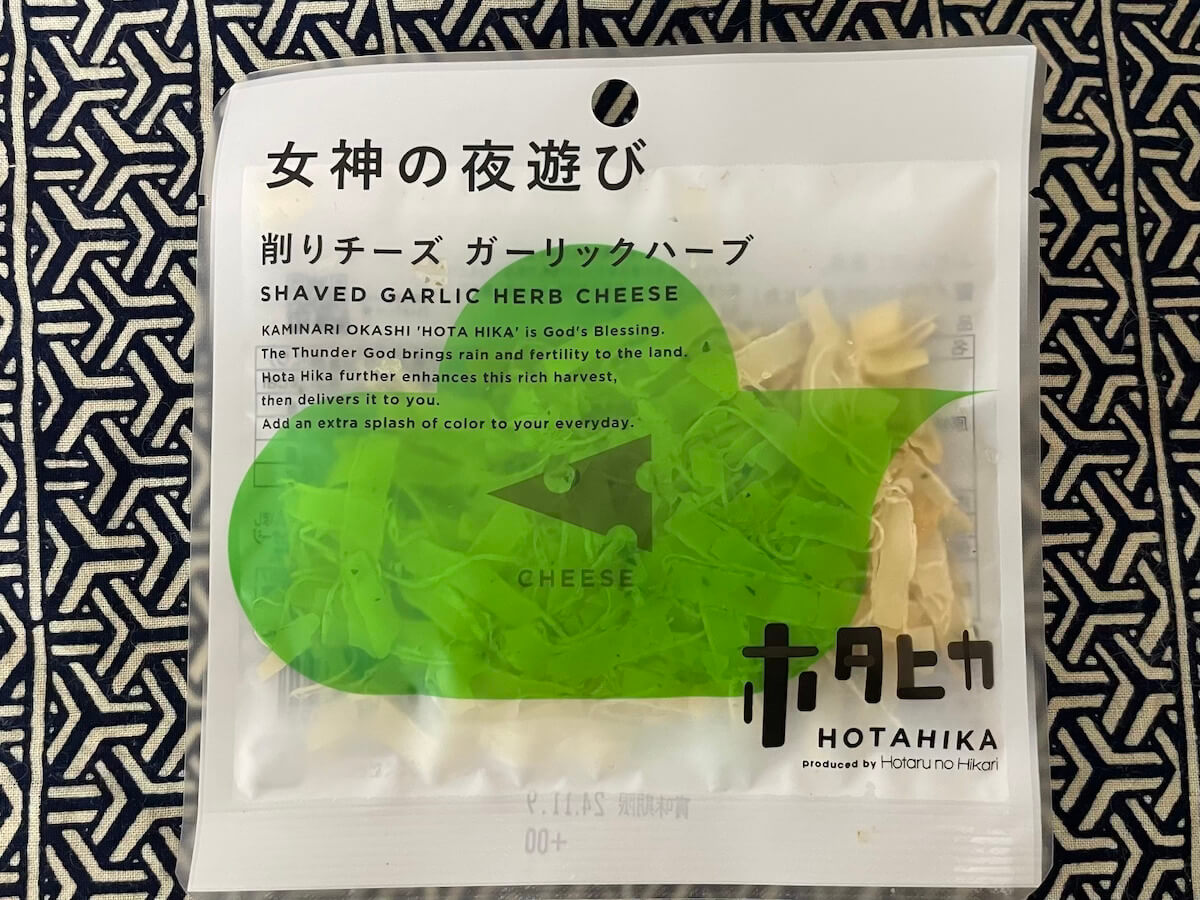 女神の夜遊び
削りチーズ ガーリックハーブ
SHAVED GARLIC HERB CHEESE
KAMINARI OKASHI 'HOTA HIKA' is God's Blessing.
The Thunder God brings rain and fertility to the land.
Hota Hika further enhances this rich harvest,
then delivers it to you.
Add an extra splash of color to your everyday.
CHEESE
ホタヒカ
HOTAHIKA
produced by Hotaru no Hikari
賞味期限 24.11.9
+00